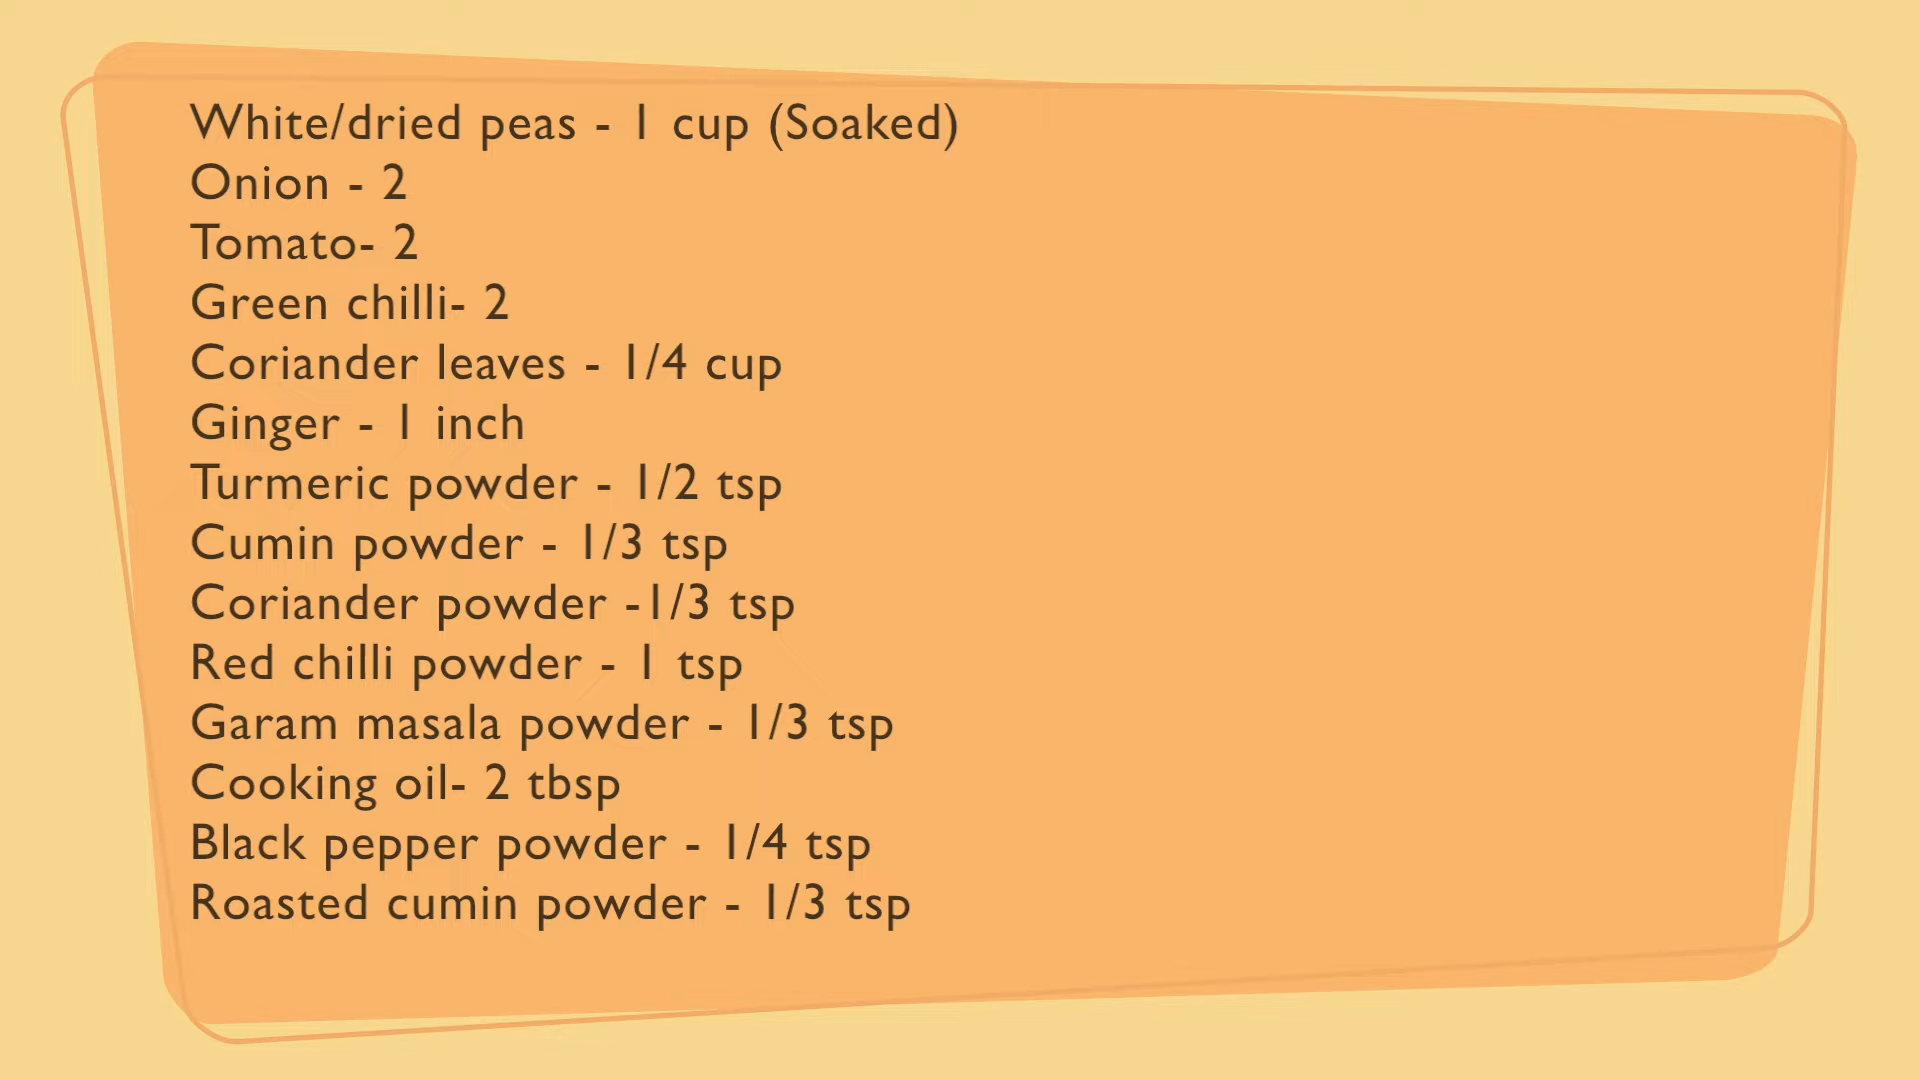 White/dried peas - 1 cup (Soaked)
Onion - 2
Tomato- 2
Green chilli- 2
Coriander leaves - 1/4 cup
Ginger - 1 inch
Turmeric powder - 1/2 tsp
Cumin powder - 1/3 tsp
Coriander powder -1/3 tsp
Red chilli powder - 1 tsp
Garam masala powder - 1/3 tsp
Cooking oil- 2 tbsp
Black pepper powder - 1/4 tsp
Roasted cumin powder - 1/3 tsp